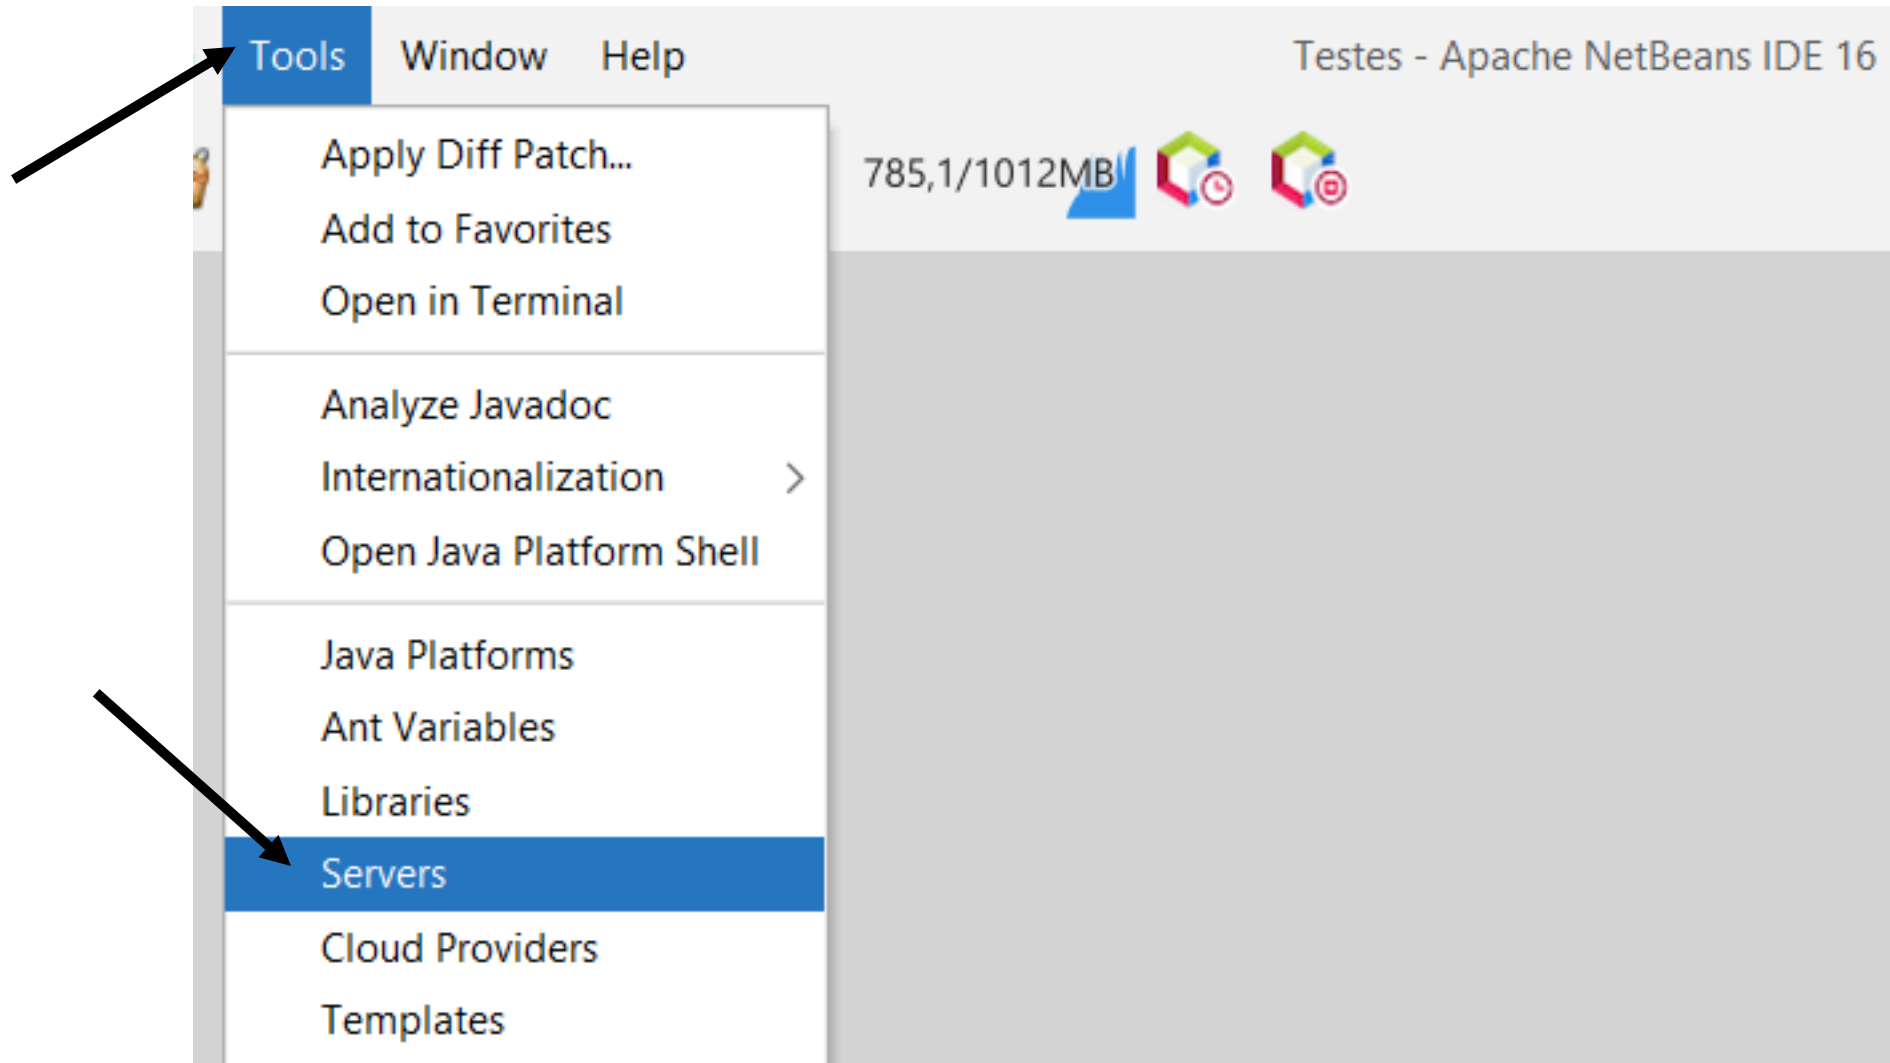 Tools Window Help Testes - Apache NetBeans IDE 16
785,1/1012MB
Apply Diff Patch...
Add to Favorites
Open in Terminal
Analyze Javadoc
Internationalization
Open Java Platform Shell
Java Platforms
Ant Variables
Libraries
Servers
Cloud Providers
Templates